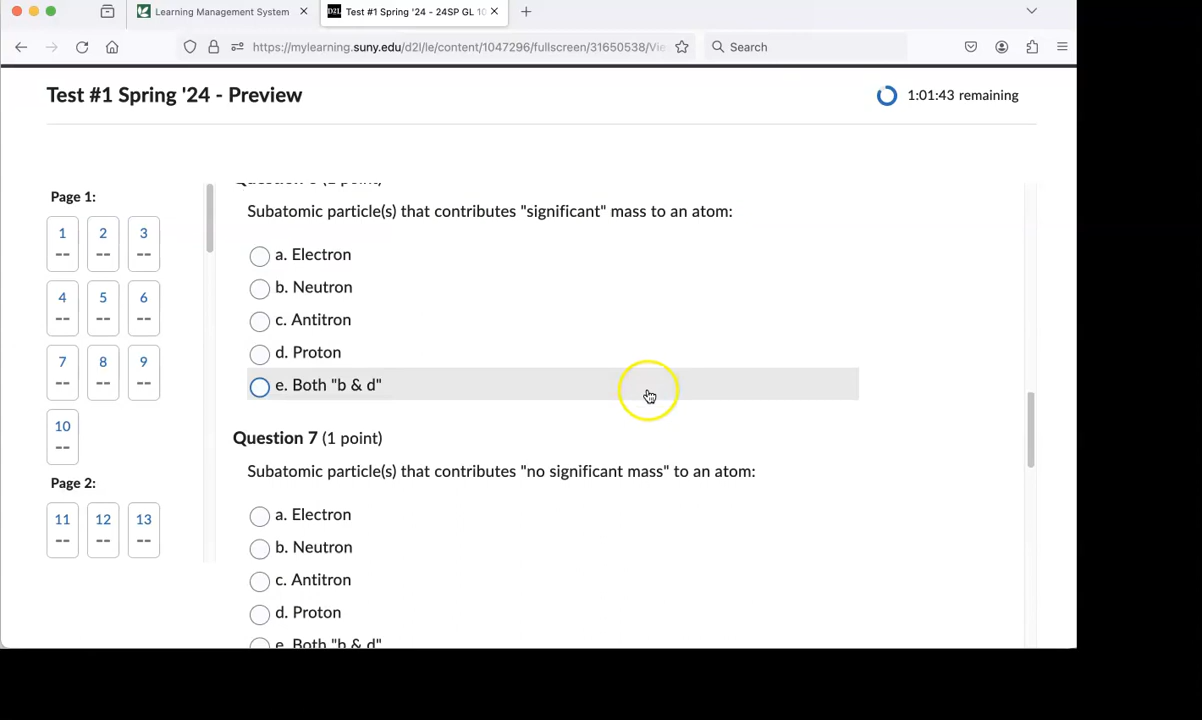 Learning Management System
D2L Test #1 Spring '24 - 24SP GL 10
https://mylearning.suny.edu/d2l/le/content/1047296/fullscreen/31650538/Vie
Search
Test #1 Spring '24 - Preview
1:01:43 remaining
Page 1:
1 2 3
-- -- --
4 5 6
-- -- --
7 8 9
-- -- --
10
--
Page 2:
11 12 13
-- -- --
Subatomic particle(s) that contributes "significant" mass to an atom:
a. Electron
b. Neutron
c. Antitron
d. Proton
e. Both "b & d"
Question 7 (1 point)
Subatomic particle(s) that contributes "no significant mass" to an atom:
a. Electron
b. Neutron
c. Antitron
d. Proton
e. Both "b & d"